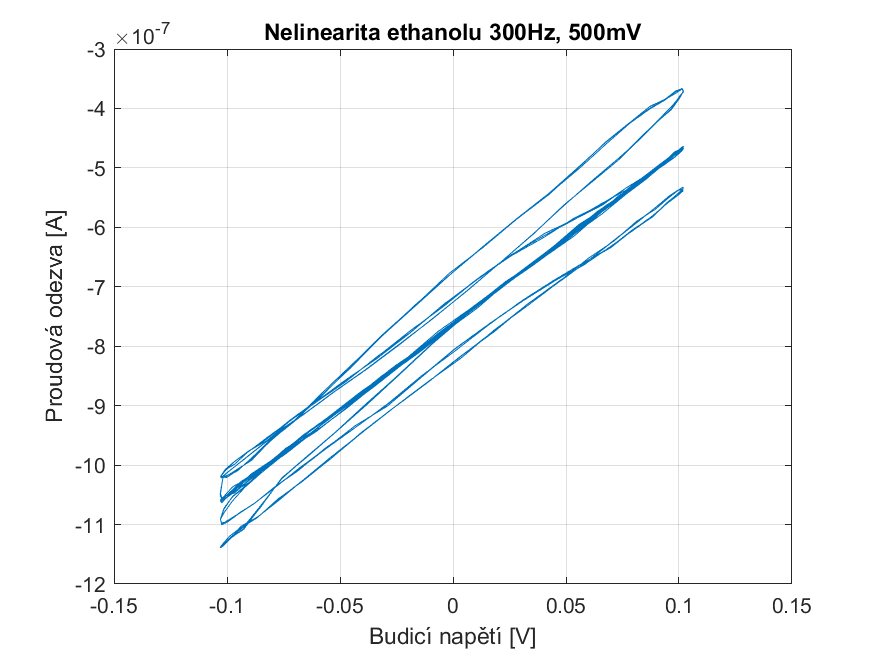 Nelinearita ethanolu 300Hz, 500mV
×10-7
-3
-4
-5
-6
-7
-8
-9
-10
-11
-12
-0.15 -0.1 -0.05 0 0.05 0.1 0.15
Proudová odezva [A]
Budicí napětí [V]